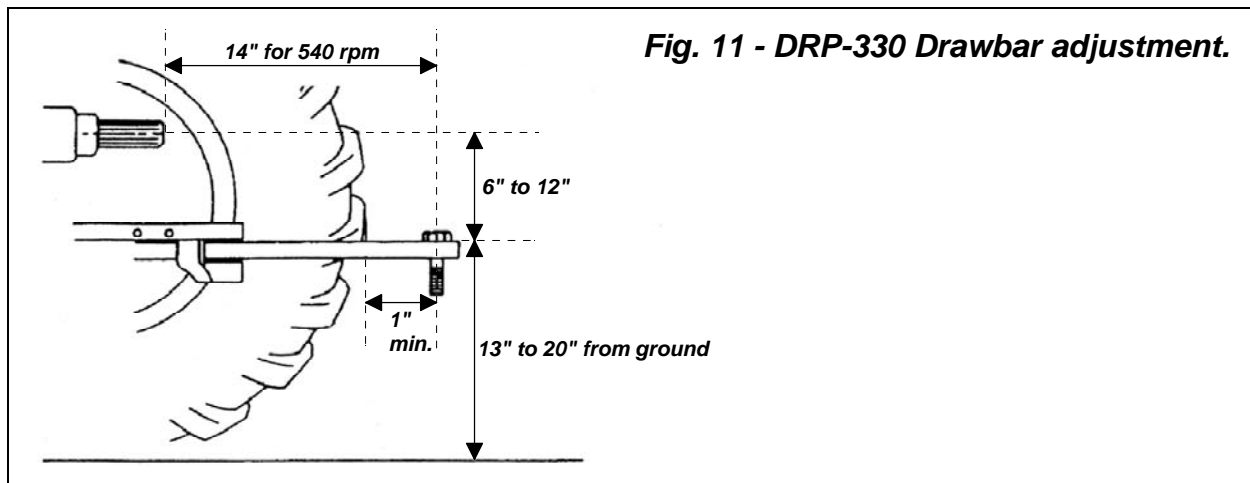 14" for 540 rpm
Fig. 11 - DRP-330 Drawbar adjustment.
6" to 12"
1"
min.
13" to 20" from ground